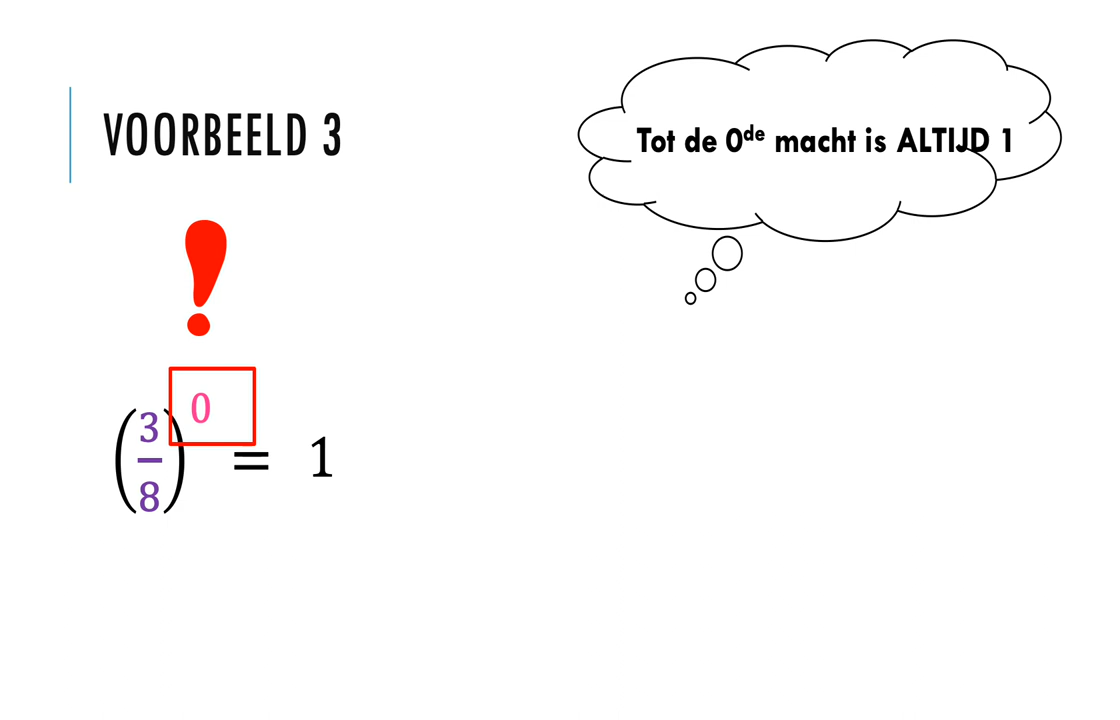 VOORBEELD 3
Tot de 0de macht is ALTIJD 1
!
(3/8)^0 = 1